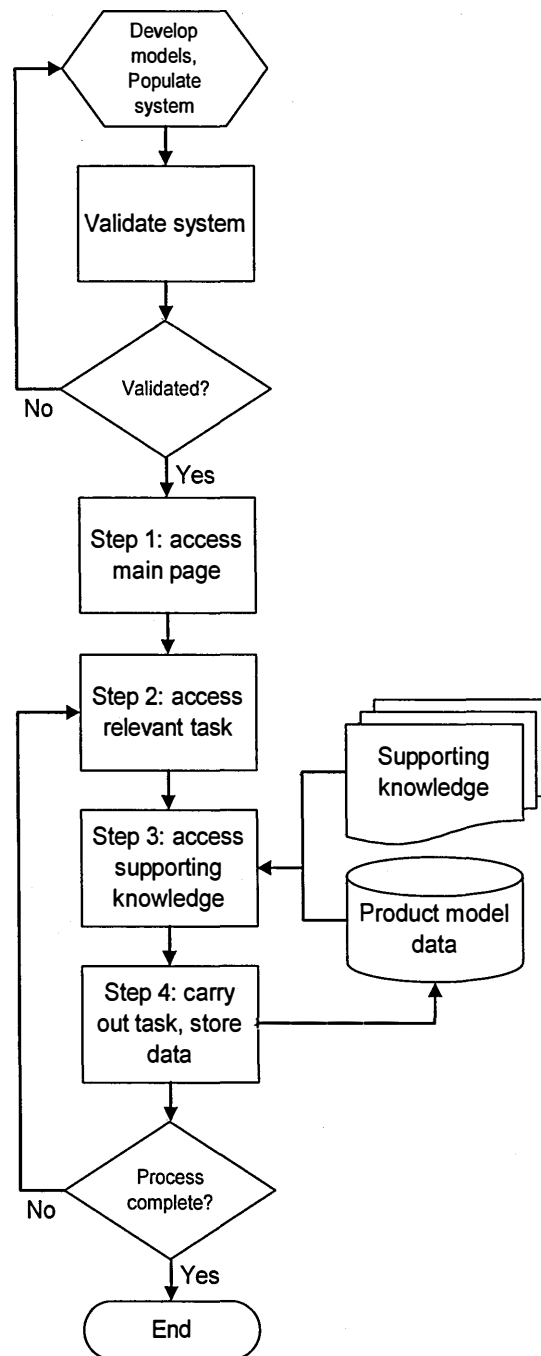 Develop
models,
Populate
system
Validate system
Validated?
No
Yes
Step 1: access
main page
Step 2: access
relevant task
Supporting
knowledge
Step 3: access
supporting
knowledge
Product model
data
Step 4: carry
out task, store
data
Process
complete?
No
Yes
End